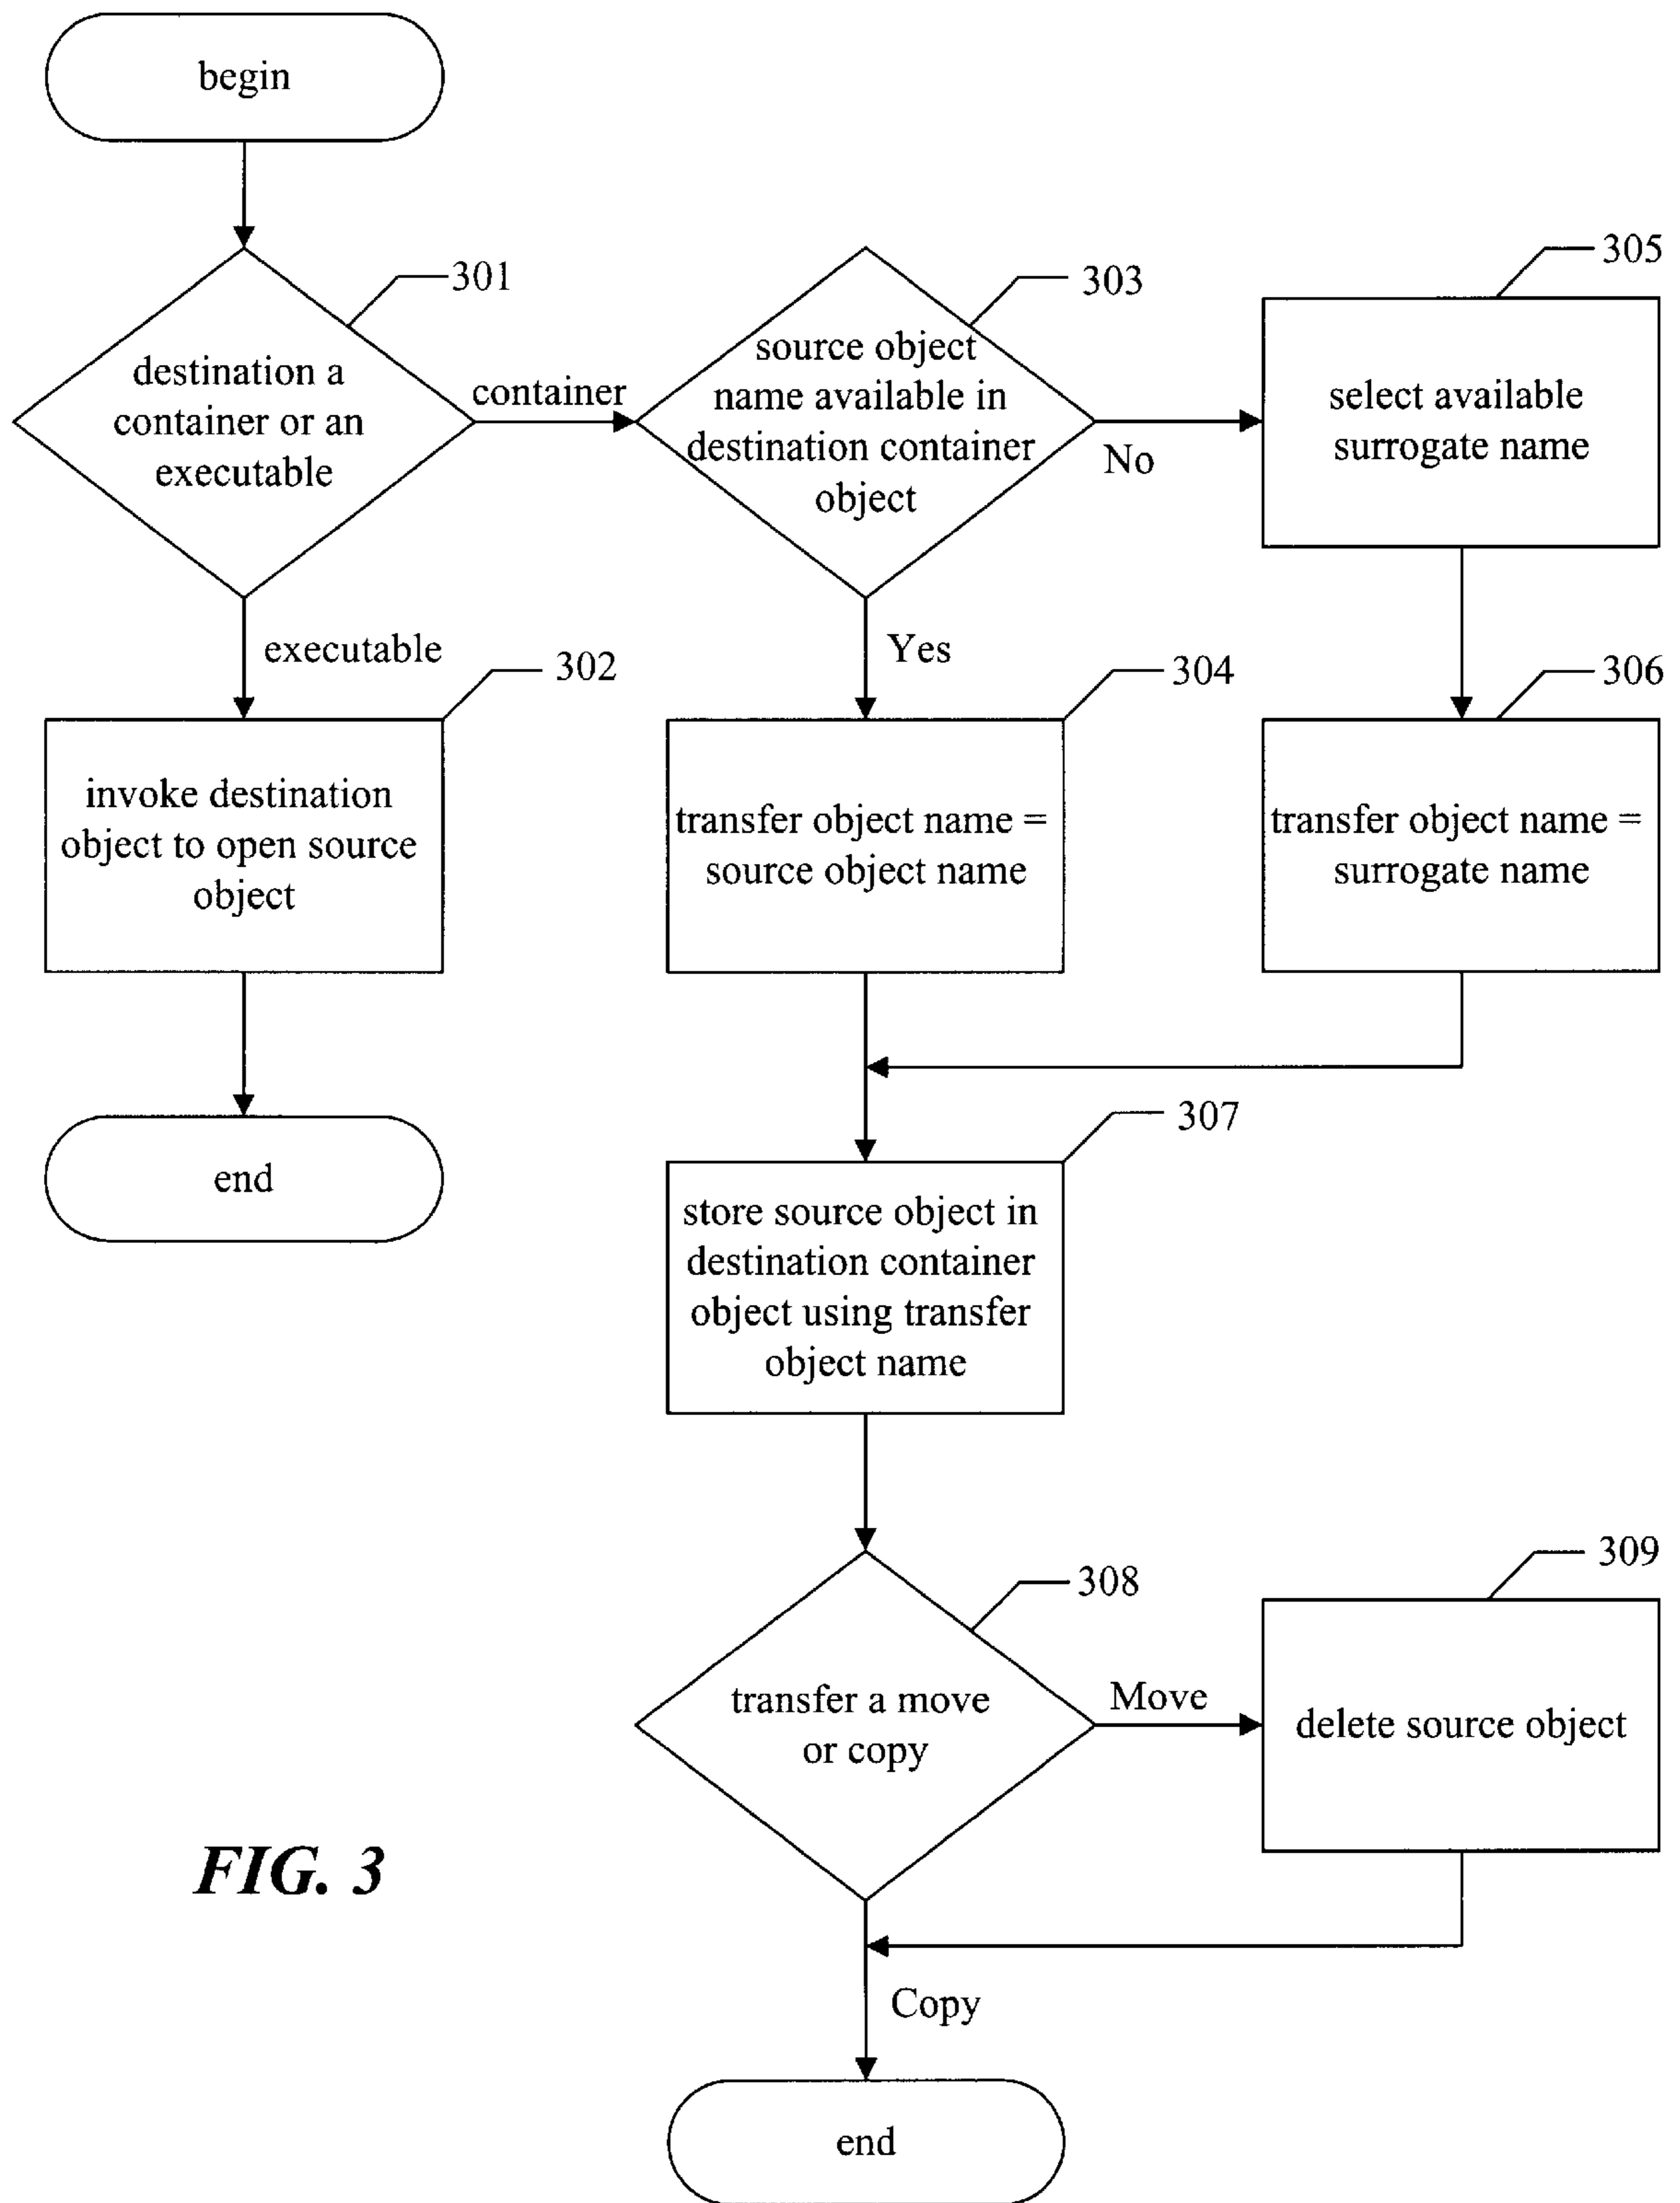 begin
301
destination a
container or an
executable
container
303
source object
name available in
destination container
object
No
305
select available
surrogate name
executable
Yes
302
invoke destination
object to open source
object
304
transfer object name =
source object name
306
transfer object name =
surrogate name
end
307
store source object in
destination container
object using transfer
object name
308
transfer a move
or copy
Move
309
delete source object
Copy
end
FIG. 3